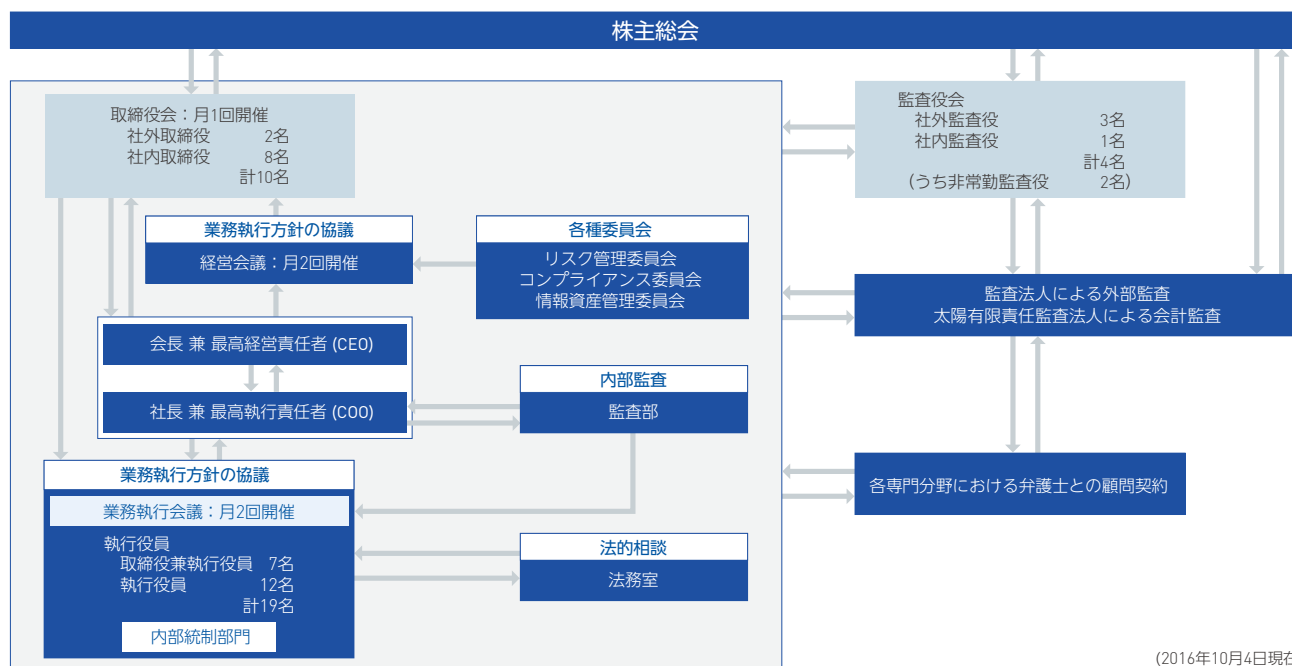 株主総会
取締役会：月1回開催
社外取締役 2名
社内取締役 8名
計10名
監査役会
社外監査役 3名
社内監査役 1名
計4名
(うち非常勤監査役 2名)
業務執行方針の協議
経営会議：月2回開催
各種委員会
リスク管理委員会
コンプライアンス委員会
情報資産管理委員会
監査法人による外部監査
太陽有限責任監査法人による会計監査
会長 兼 最高経営責任者 (CEO)
社長 兼 最高執行責任者 (COO)
内部監査
監査部
業務執行方針の協議
業務執行会議：月2回開催
執行役員
取締役兼執行役員 7名
執行役員 12名
計19名
内部統制部門
法的相談
法務室
各専門分野における弁護士との顧問契約
(2016年10月4日現在